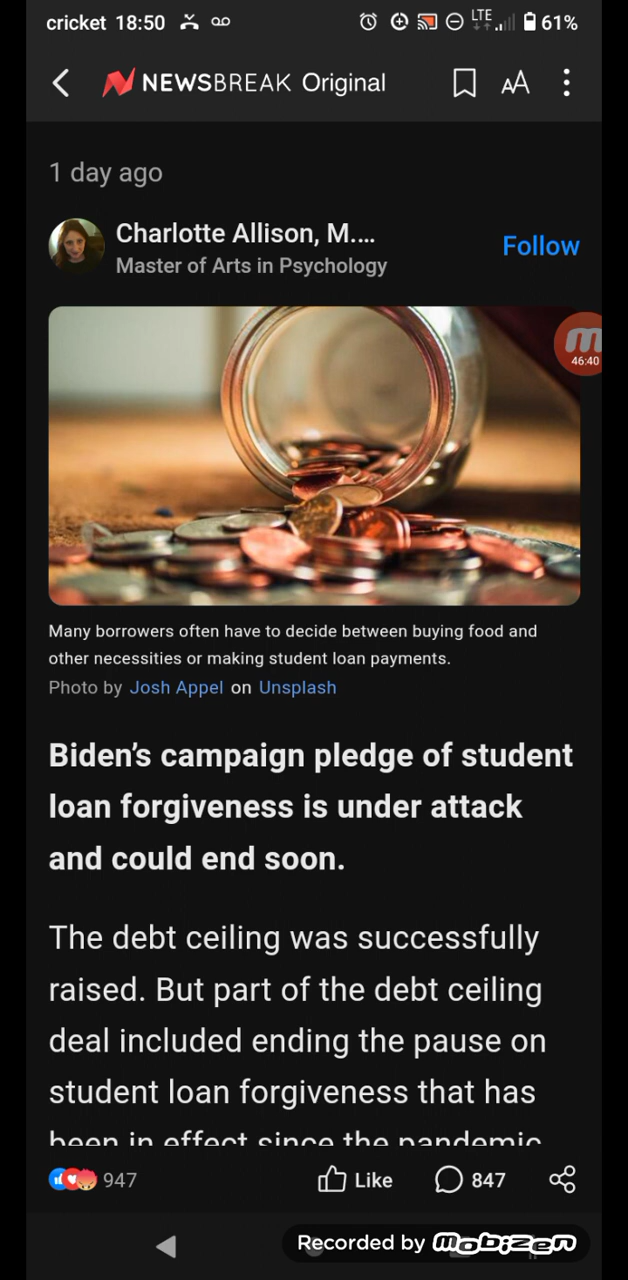 cricket 18:50 LTE 61%
NEWSBREAK Original
1 day ago
Charlotte Allison, M....
Master of Arts in Psychology
Follow
m
46:40
Many borrowers often have to decide between buying food and
other necessities or making student loan payments.
Photo by Josh Appel on Unsplash
Biden's campaign pledge of student
loan forgiveness is under attack
and could end soon.
The debt ceiling was successfully
raised. But part of the debt ceiling
deal included ending the pause on
student loan forgiveness that has
been in effect since the pandemic
947 Like 847
Recorded by mobizen